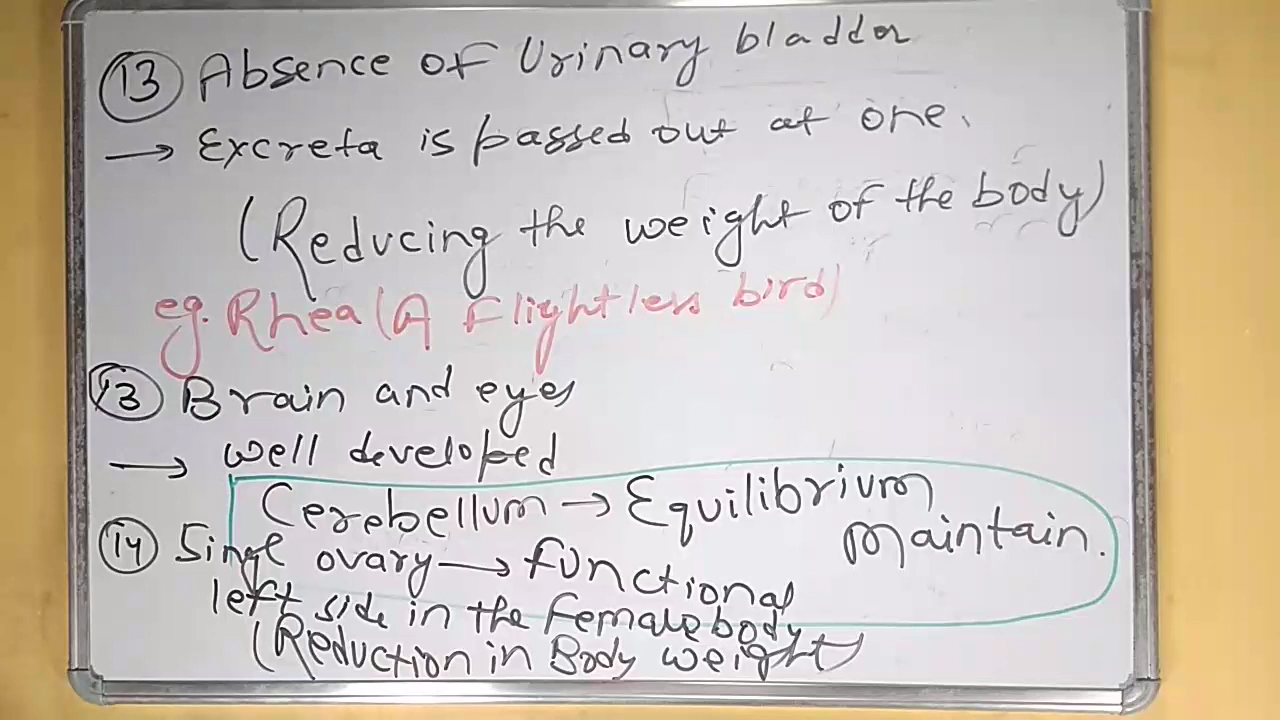 13 Absence of Urinary bladder
→ Excreta is passed out at one.
(Reducing the weight of the body)
eg. Rhea (A flightless bird)
13 Brain and eyes
→ well developed
Cerebellum → Equilibrium
maintain.
14 Singl ovary → functional
left side in the female body
(Reduction in Body weight)